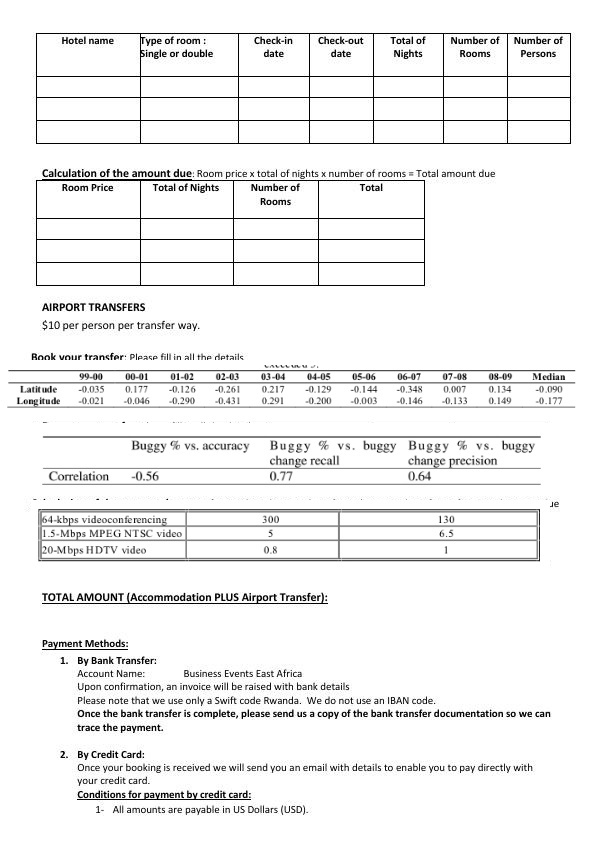 Hotel name Type of room : Check-in Check-out Total of Number of Number of
Single or double date date Nights Rooms Persons
Calculation of the amount due: Room price x total of nights x number of rooms = Total amount due
Room Price Total of Nights Number of Total
Rooms
AIRPORT TRANSFERS
$10 per person per transfer way.
Book your transfer: Please fill in all the details
99-00 00-01 01-02 02-03 03-04 04-05 05-06 06-07 07-08 08-09 Median
Latitude -0.035 0.177 -0.126 -0.261 0.217 -0.129 -0.144 -0.348 0.007 0.134 -0.090
Longitude -0.021 -0.046 -0.290 -0.431 0.291 -0.200 -0.003 -0.146 -0.133 0.149 -0.177
Buggy % vs. accuracy Buggy % vs. buggy Buggy % vs. buggy
change recall change precision
Correlation -0.56 0.77 0.64
ue
64-kbps videoconferencing 300 130
1.5-Mbps MPEG NTSC video 5 6.5
20-Mbps HDTV video 0.8 1
TOTAL AMOUNT (Accommodation PLUS Airport Transfer):
Payment Methods:
1. By Bank Transfer:
Account Name: Business Events East Africa
Upon confirmation, an invoice will be raised with bank details
Please note that we use only a Swift code Rwanda. We do not use an IBAN code.
Once the bank transfer is complete, please send us a copy of the bank transfer documentation so we can
trace the payment.
2. By Credit Card:
Once your booking is received we will send you an email with details to enable you to pay directly with
your credit card.
Conditions for payment by credit card:
1- All amounts are payable in US Dollars (USD).